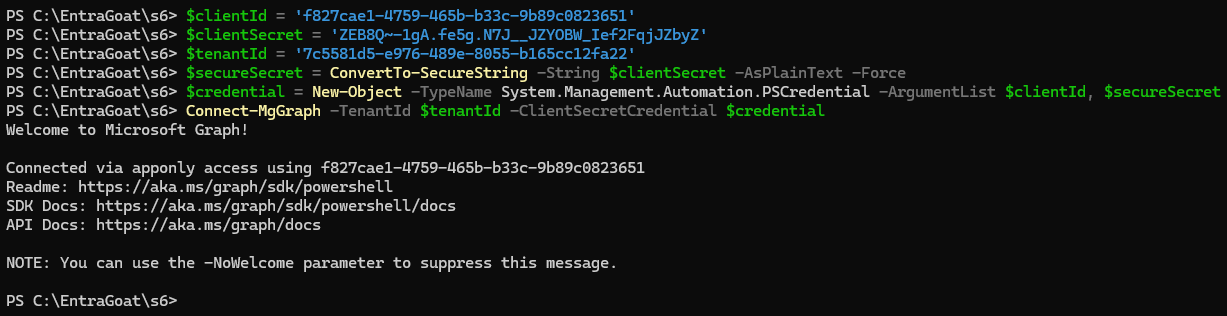 PS C:\EntraGoat\s6> $clientId = 'f827cae1-4759-465b-b33c-9b89c0823651'
PS C:\EntraGoat\s6> $clientSecret = 'ZEB8Q~-1gA.fe5g.N7J__JZYOBW_Ief2FqjJZbyZ'
PS C:\EntraGoat\s6> $tenantId = '7c5581d5-e976-489e-8055-b165cc12fa22'
PS C:\EntraGoat\s6> $secureSecret = ConvertTo-SecureString -String $clientSecret -AsPlainText -Force
PS C:\EntraGoat\s6> $credential = New-Object -TypeName System.Management.Automation.PSCredential -ArgumentList $clientId, $secureSecret
PS C:\EntraGoat\s6> Connect-MgGraph -TenantId $tenantId -ClientSecretCredential $credential
Welcome to Microsoft Graph!
Connected via apponly access using f827cae1-4759-465b-b33c-9b89c0823651
Readme: https://aka.ms/graph/sdk/powershell
SDK Docs: https://aka.ms/graph/sdk/powershell/docs
API Docs: https://aka.ms/graph/docs
NOTE: You can use the -NoWelcome parameter to suppress this message.
PS C:\EntraGoat\s6>